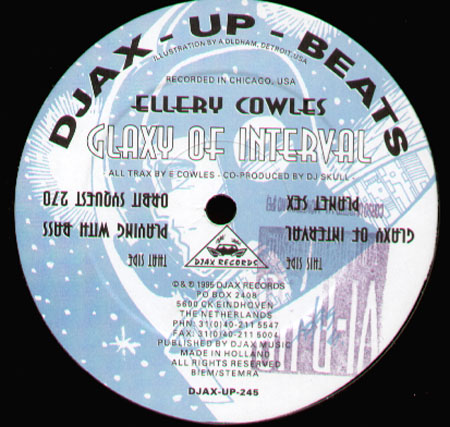 DJAX - UP - BEATS
ILLUSTRATION BY A.OLDHAM, DETROIT, USA
RECORDED IN CHICAGO, USA
ELLERY COWLES
GLAXY OF INTERVAL
- ALL TRAX BY E COWLES - CO-PRODUCED BY DJ SKULL -
THIS SIDE
GLAXY OF INTERVAL
PLANET SEX
THAT SIDE
PLAYING WITH BASS
ORBIT SUQUEST 270
DJAX RECORDS
℗ & © 1995 DJAX RECORDS
PO BOX 2408
5600 CK EINDHOVEN
THE NETHERLANDS
PHN: 31(0)40-211 5547
FAX: 31(0)40-211 5004
PUBLISHED BY DJAX MUSIC
MADE IN HOLLAND
ALL RIGHTS RESERVED
BIEM/STEMRA
DJAX-UP-245